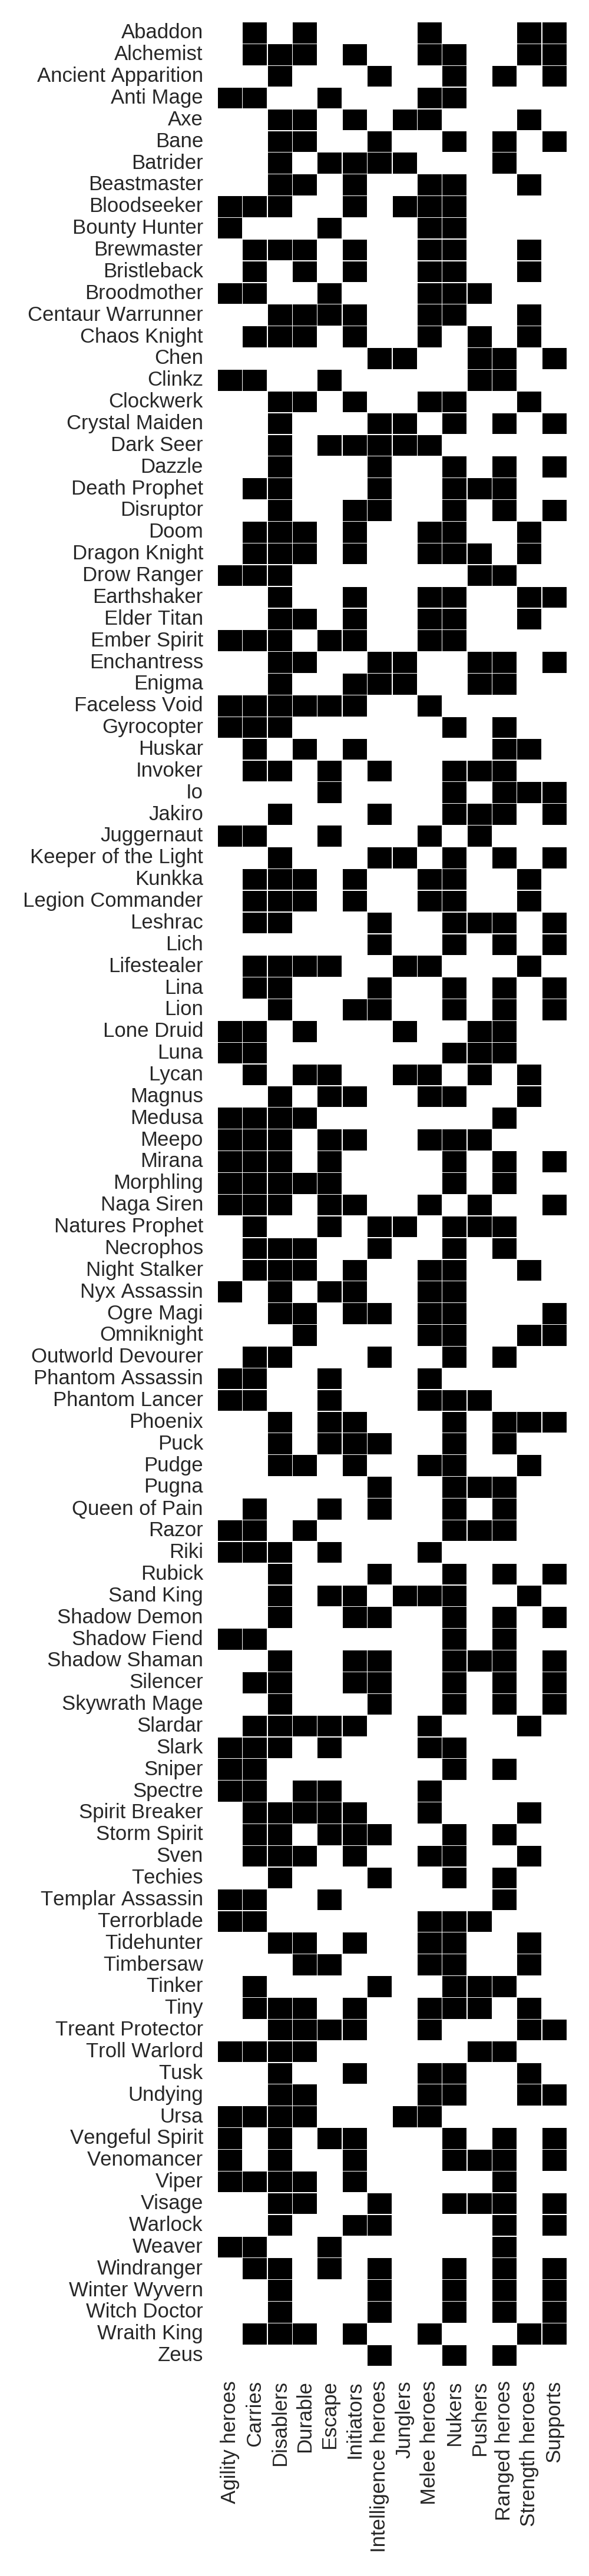 Abaddon
Alchemist
Ancient Apparition
Anti Mage
Axe
Bane
Batrider
Beastmaster
Bloodseeker
Bounty Hunter
Brewmaster
Bristleback
Broodmother
Centaur Warrunner
Chaos Knight
Chen
Clinkz
Clockwerk
Crystal Maiden
Dark Seer
Dazzle
Death Prophet
Disruptor
Doom
Dragon Knight
Drow Ranger
Earthshaker
Elder Titan
Ember Spirit
Enchantress
Enigma
Faceless Void
Gyrocopter
Huskar
Invoker
Io
Jakiro
Juggernaut
Keeper of the Light
Kunkka
Legion Commander
Leshrac
Lich
Lifestealer
Lina
Lion
Lone Druid
Luna
Lycan
Magnus
Medusa
Meepo
Mirana
Morphling
Naga Siren
Natures Prophet
Necrophos
Night Stalker
Nyx Assassin
Ogre Magi
Omniknight
Outworld Devourer
Phantom Assassin
Phantom Lancer
Phoenix
Puck
Pudge
Pugna
Queen of Pain
Razor
Riki
Rubick
Sand King
Shadow Demon
Shadow Fiend
Shadow Shaman
Silencer
Skywrath Mage
Slardar
Slark
Sniper
Spectre
Spirit Breaker
Storm Spirit
Sven
Techies
Templar Assassin
Terrorblade
Tidehunter
Timbersaw
Tinker
Tiny
Treant Protector
Troll Warlord
Tusk
Undying
Ursa
Vengeful Spirit
Venomancer
Viper
Visage
Warlock
Weaver
Windranger
Winter Wyvern
Witch Doctor
Wraith King
Zeus
Agility heroes
Carries
Disablers
Durable
Escape
Initiators
Intelligence heroes
Junglers
Melee heroes
Nukers
Pushers
Ranged heroes
Strength heroes
Supports